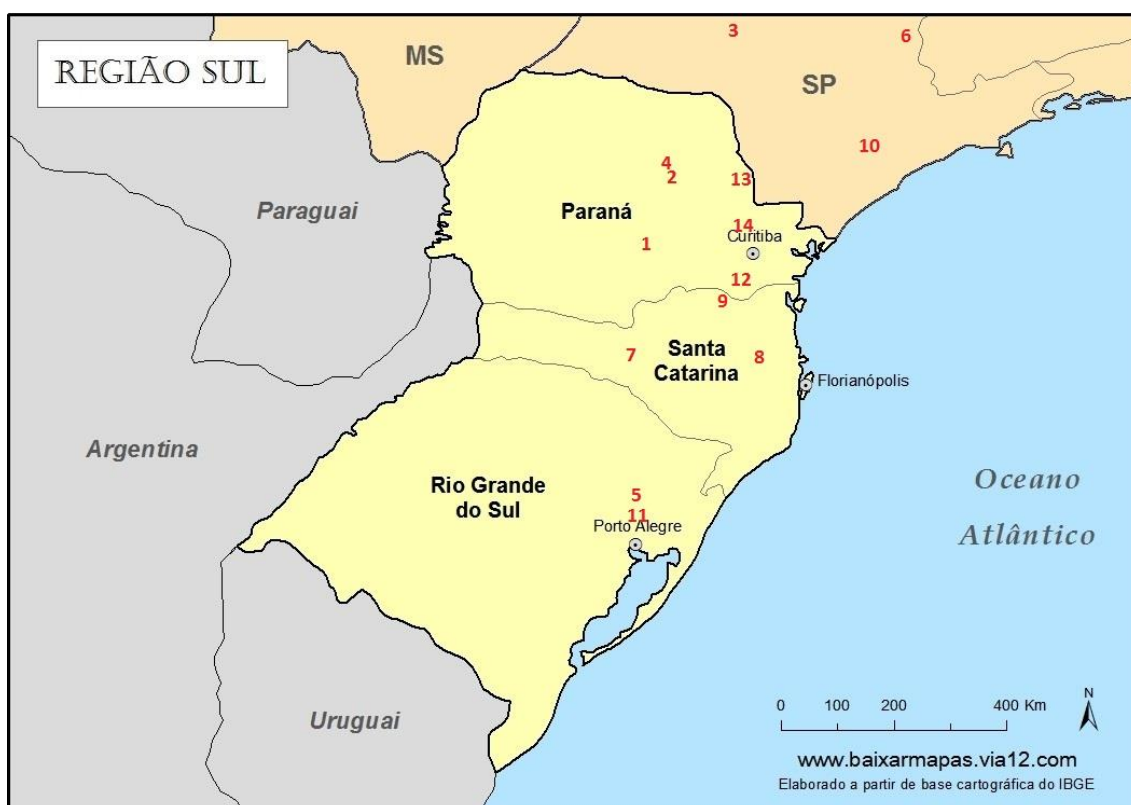 REGIÃO SUL
MS
3
6
SP
10
4
2
13
Paraguai
Paraná
14
Curitiba
1
12
9
7
Santa
Catarina
8
Florianópolis
Argentina
Rio Grande
do Sul
5
11
Porto Alegre
Oceano
Atlântico
Uruguai
N
0 100 200 400 Km
www.baixarmapas.via12.com
Elaborado a partir de base cartográfica do IBGE